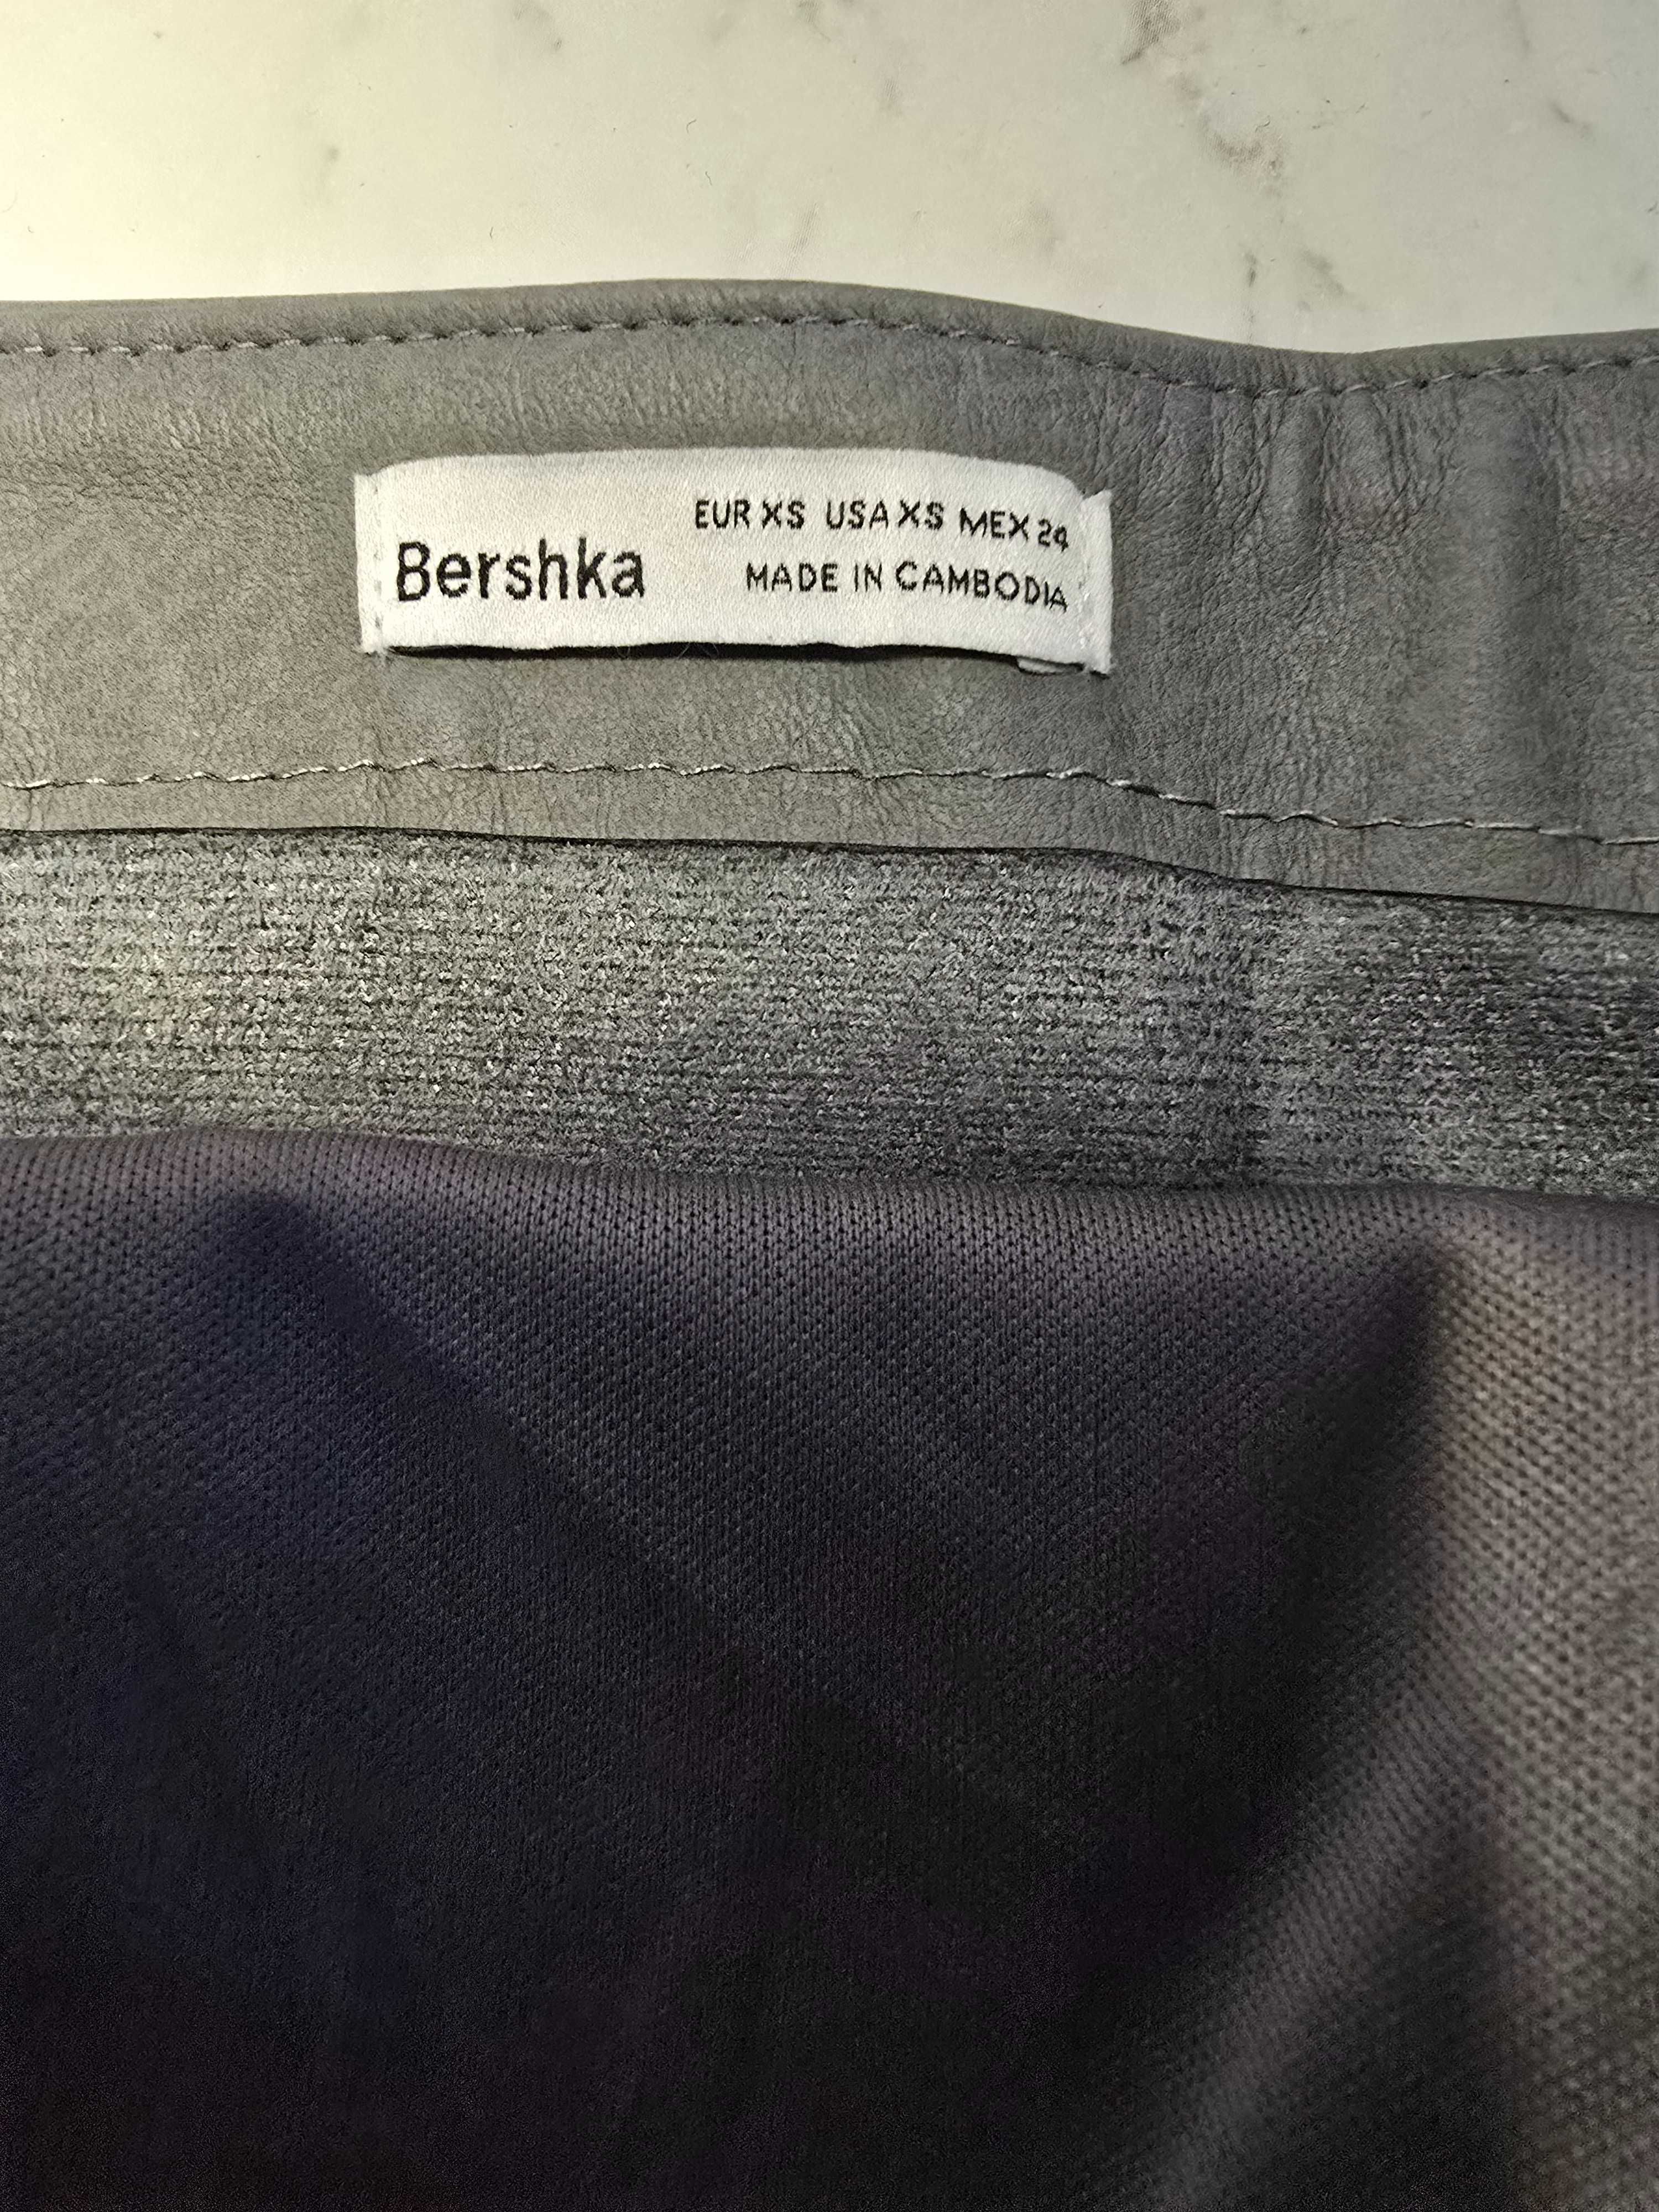 Bershka
EUR XS USA XS MEX 24
MADE IN CAMBODIA